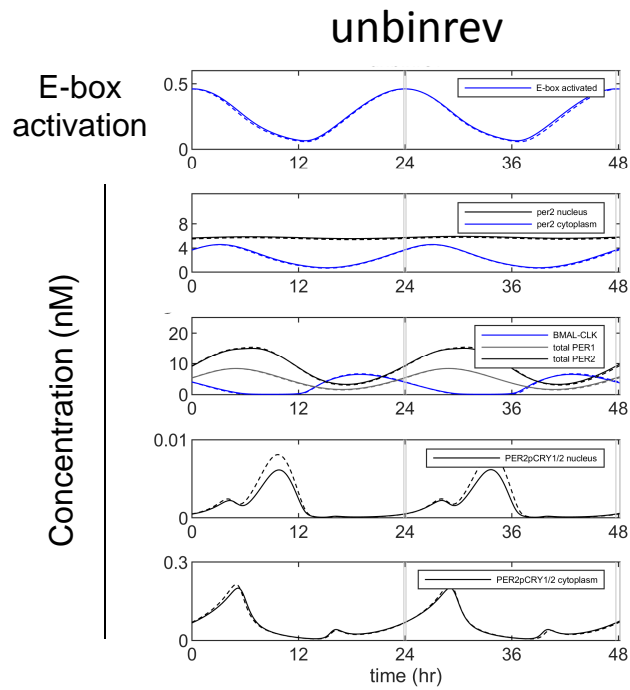 unbinrev
E-box
activation
0.5
0
E-box activated
0 12 24 36 48
8
4
0
per2 nucleus
per2 cytoplasm
0 12 24 36 48
20
10
0
BMAL-CLK
total PER1
total PER2
0 12 24 36 48
0.01
0
PER2pCRY1/2 nucleus
0 12 24 36 48
0.3
0
PER2pCRY1/2 cytoplasm
0 12 24 36 48
time (hr)
Concentration (nM)